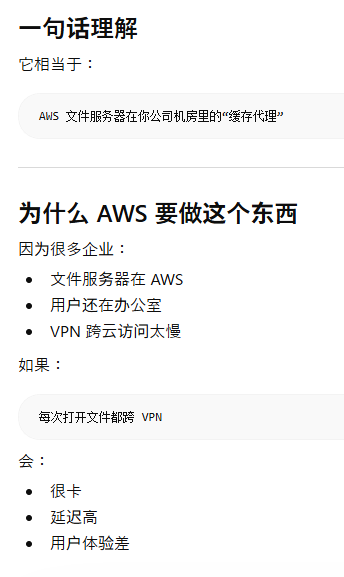 一句话理解
它相当于：
AWS 文件服务器在你公司机房里的“缓存代理”
为什么 AWS 要做这个东西
因为很多企业：
• 文件服务器在 AWS
• 用户还在办公室
• VPN 跨云访问太慢
如果：
每次打开文件都跨 VPN
会：
• 很卡
• 延迟高
• 用户体验差